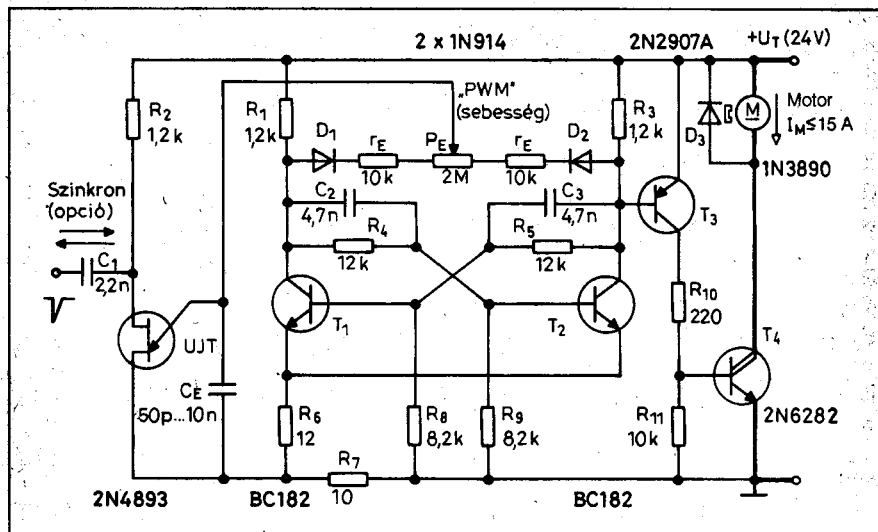 2 x 1N914
2N2907A
+U_T (24V)
R₂
1,2k
R₁
1,2k
„PWM"
(sebesség)
R₃
1,2k
D₃
M
Motor
I_M ≤ 15 A
1N3890
D₁
r_E
10k
P_E
2M
r_E
10k
D₂
Szinkron
(opció)
C₁
2,2n
C₂
4,7n
C₃
4,7n
R₄
12k
R₅
12k
T₃
T₁
T₂
R₁₀
220
T₄
UJT
C_E
50p...10n
R₆
12
R₈
8,2k
R₉
8,2k
R₁₁
10k
2N6282
R₇
10
2N4893
BC182
BC182